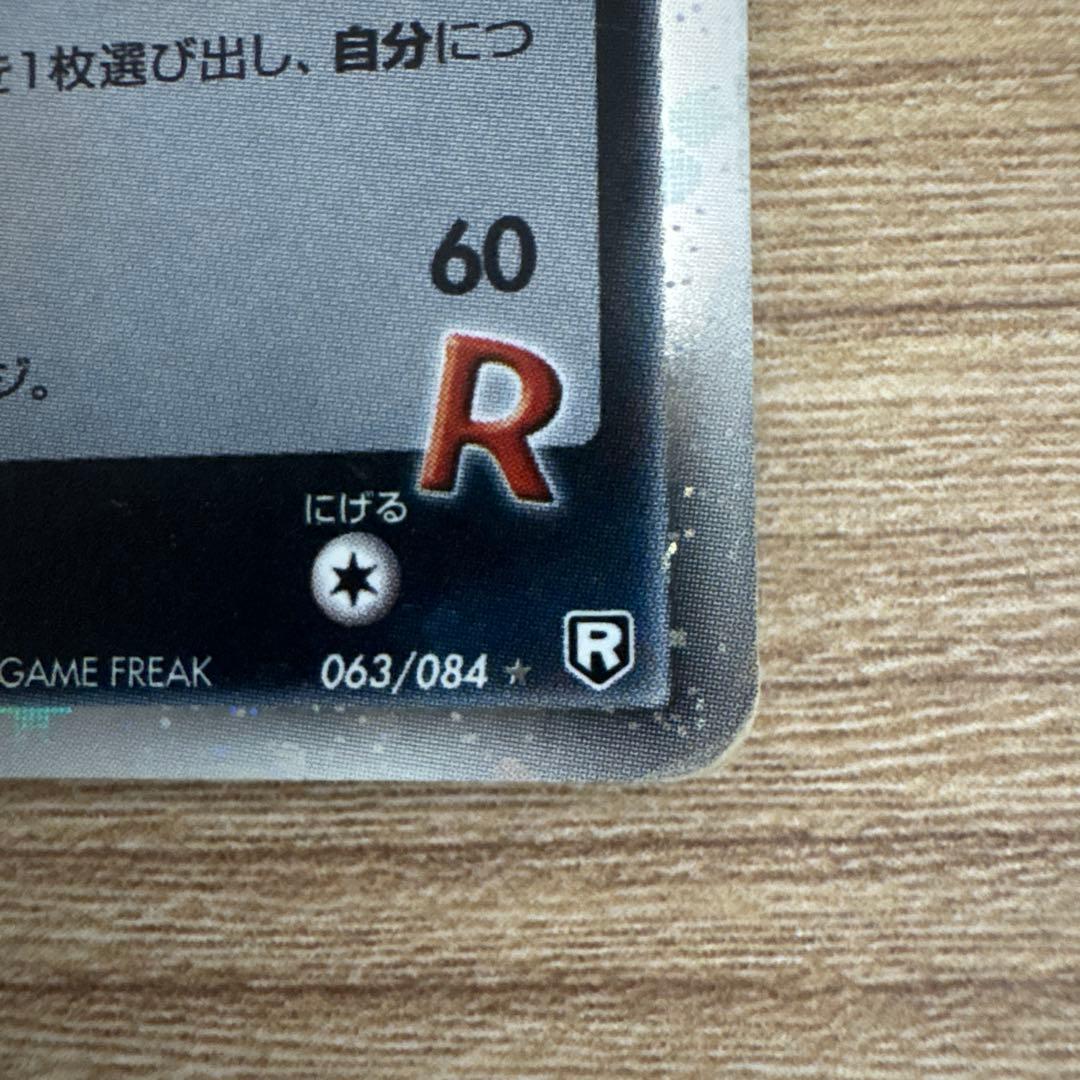 を1枚選び出し、自分につ
60
ジ。
R
にげる
GAME FREAK 063/084 ★ R